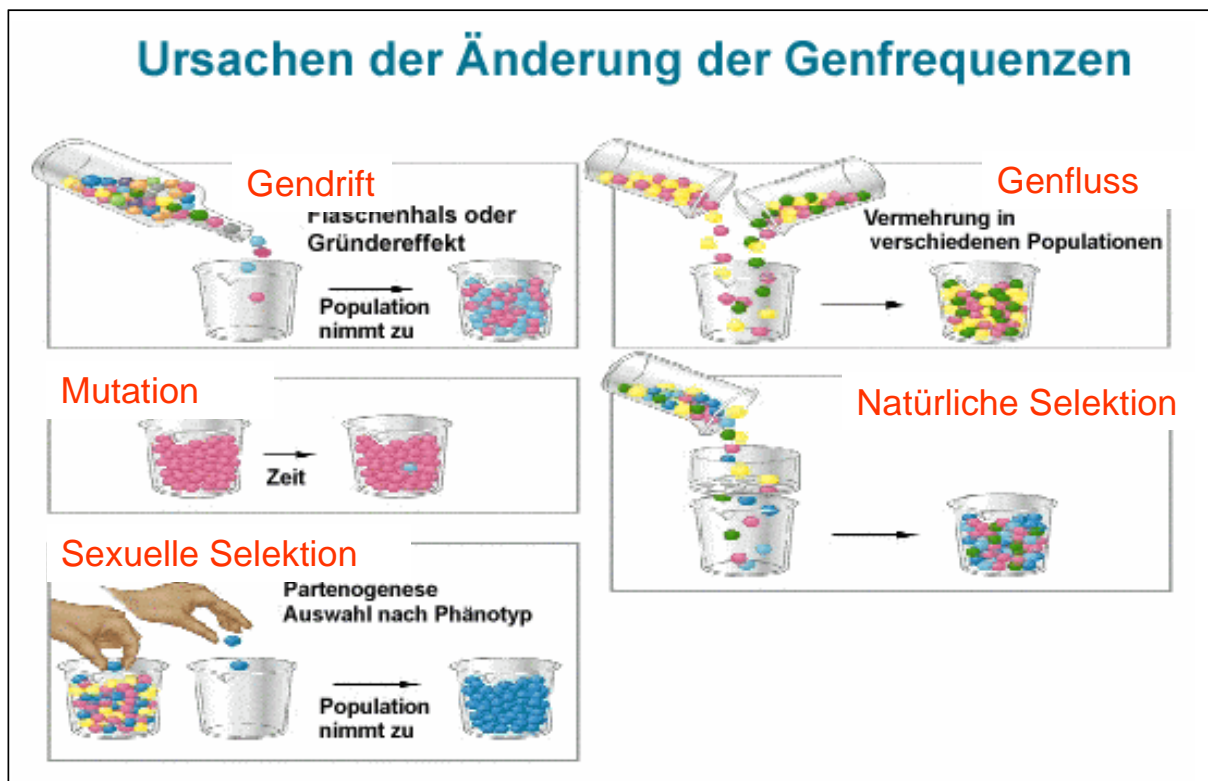 Ursachen der Änderung der Genfrequenzen
Gendrift
Flaschenhals oder
Gründereffekt
Population
nimmt zu
Genfluss
Vermehrung in
verschiedenen Populationen
Mutation
Zeit
Natürliche Selektion
Sexuelle Selektion
Partenogenese
Auswahl nach Phänotyp
Population
nimmt zu